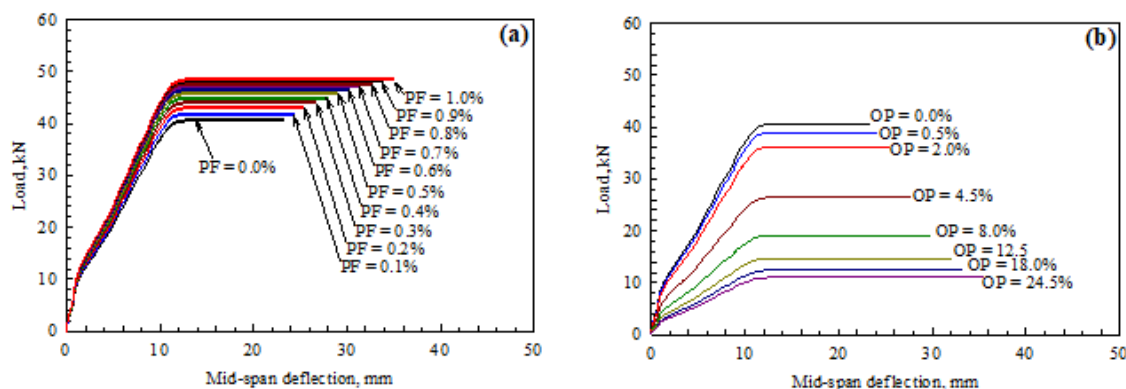 (a)
60
50
40
30
20
10
0
Load,kN
PF = 1.0%
PF = 0.9%
PF = 0.8%
PF = 0.7%
PF = 0.6%
PF = 0.5%
PF = 0.4%
PF = 0.3%
PF = 0.2%
PF = 0.1%
PF = 0.0%
0 10 20 30 40 50
Mid-span deflection, mm
(b)
60
50
40
30
20
10
0
Load,kN
OP = 0.0%
OP = 0.5%
OP = 2.0%
OP = 4.5%
OP = 8.0%
OP = 12.5
OP = 18.0%
OP = 24.5%
0 10 20 30 40 50
Mid-span deflection, mm